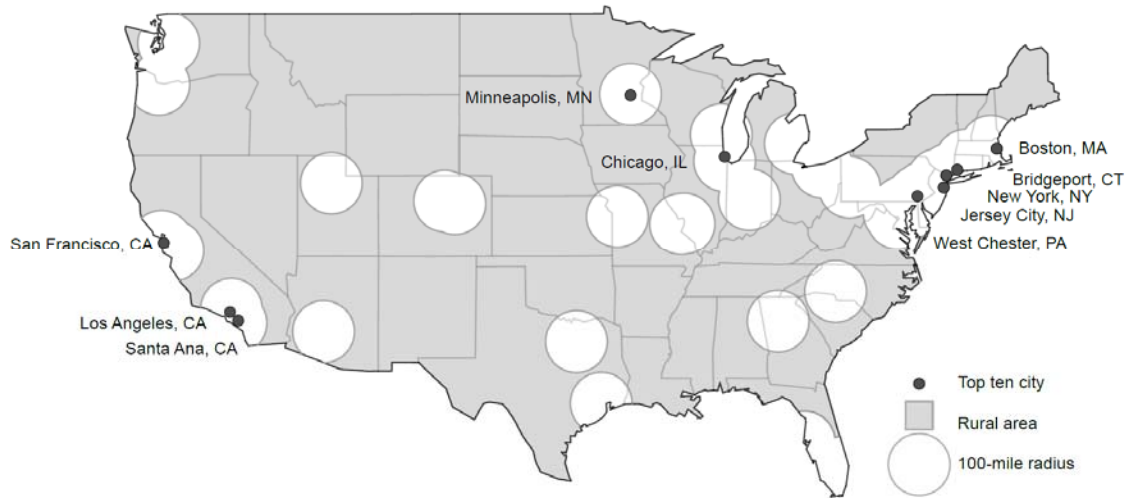 Minneapolis, MN
Chicago, IL
Boston, MA
Bridgeport, CT
New York, NY
Jersey City, NJ
West Chester, PA
San Francisco, CA
Los Angeles, CA
Santa Ana, CA
Top ten city
Rural area
100-mile radius